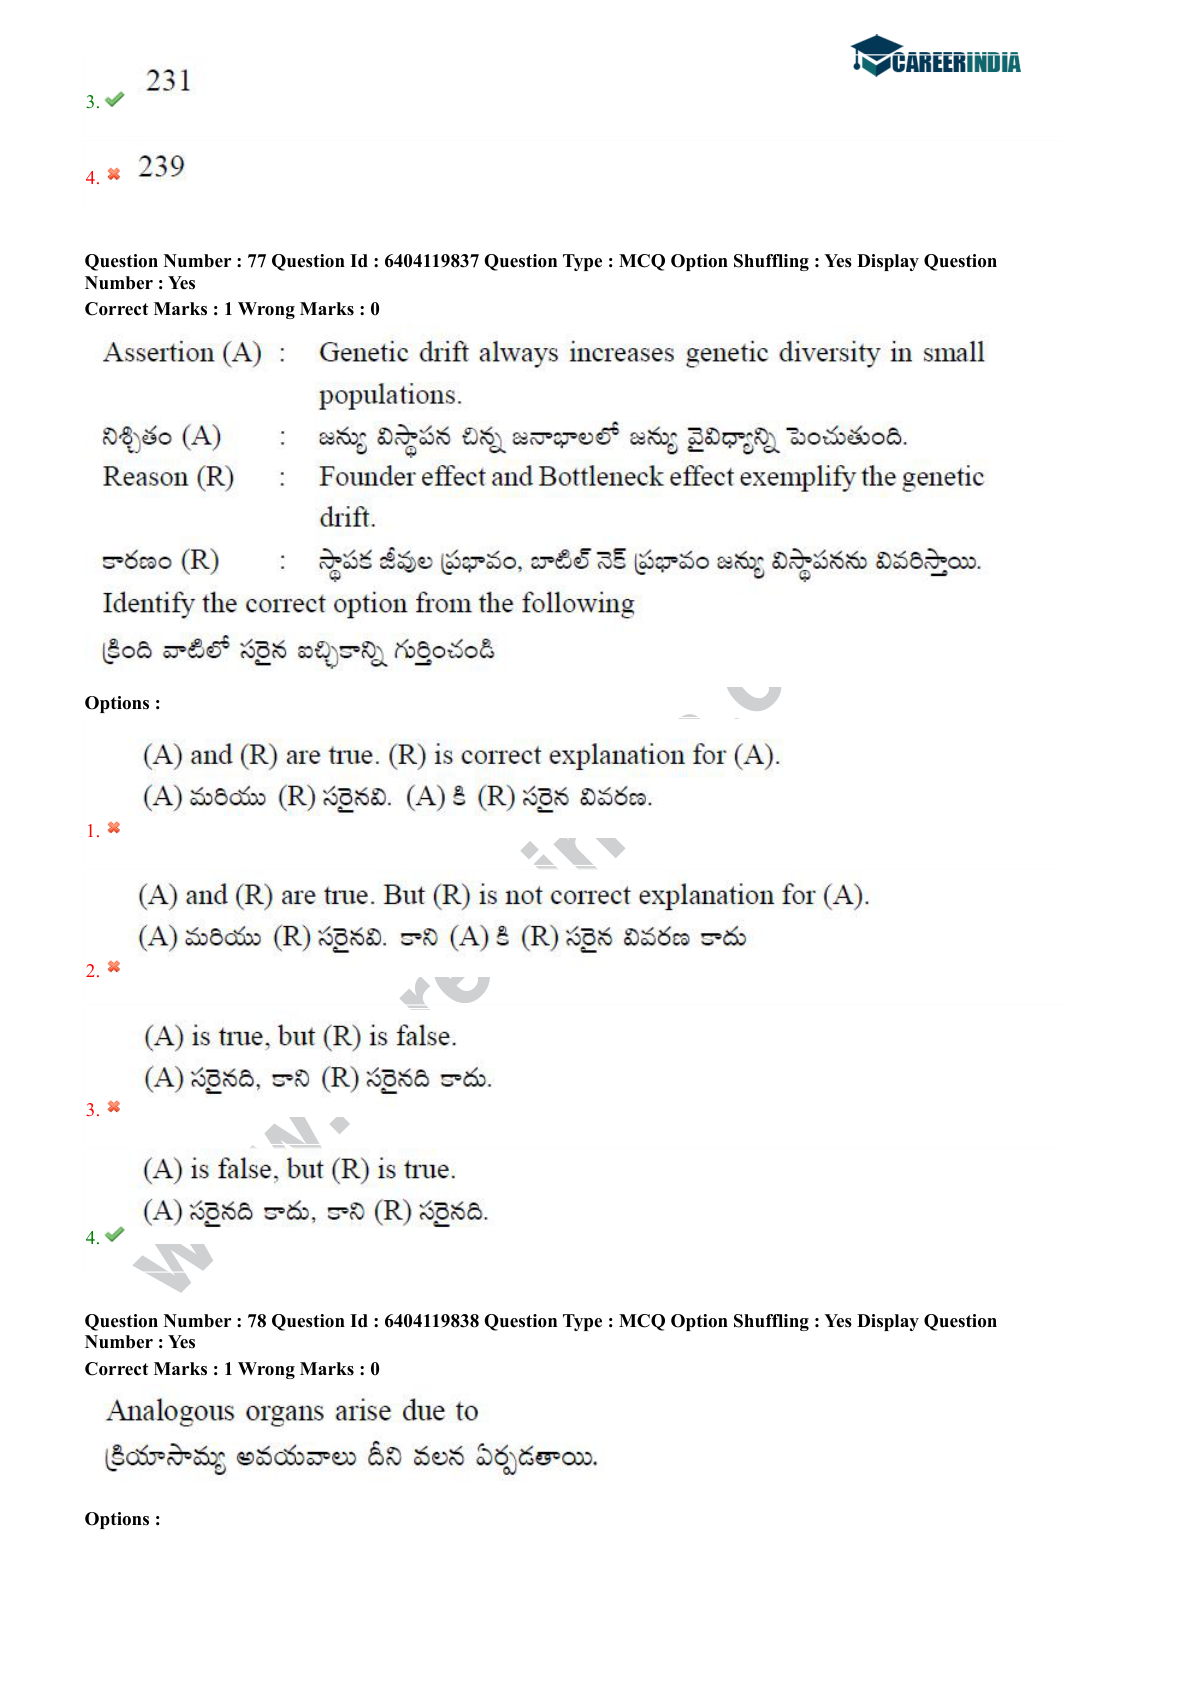 CAREERINDIA
231
3.
239
4.
Question Number : 77 Question Id : 6404119837 Question Type : MCQ Option Shuffling : Yes Display Question
Number : Yes
Correct Marks : 1 Wrong Marks : 0
Assertion (A) : Genetic drift always increases genetic diversity in small
populations.
నిశ్చితం (A) : జన్యు విస్థాపన చిన్న జనాభాలలో జన్యు వైవిధ్యాన్ని పెంచుతుంది.
Reason (R) : Founder effect and Bottleneck effect exemplify the genetic
drift.
కారణం (R) : స్థాపక జీవుల ప్రభావం, బాటిల్ నెక్ ప్రభావం జన్యు విస్థాపనను వివరిస్తాయి.
Identify the correct option from the following
క్రింది వాటిలో సరైన ఐచ్ఛికాన్ని గుర్తించండి
Options :
(A) and (R) are true. (R) is correct explanation for (A).
(A) మరియు (R) సరైనవి. (A) కి (R) సరైన వివరణ.
1.
(A) and (R) are true. But (R) is not correct explanation for (A).
(A) మరియు (R) సరైనవి. కాని (A) కి (R) సరైన వివరణ కాదు
2.
(A) is true, but (R) is false.
(A) సరైనది, కాని (R) సరైనది కాదు.
3.
(A) is false, but (R) is true.
(A) సరైనది కాదు, కాని (R) సరైనది.
4.
Question Number : 78 Question Id : 6404119838 Question Type : MCQ Option Shuffling : Yes Display Question
Number : Yes
Correct Marks : 1 Wrong Marks : 0
Analogous organs arise due to
క్రియాసామ్య అవయవాలు దీని వలన ఏర్పడతాయి.
Options :